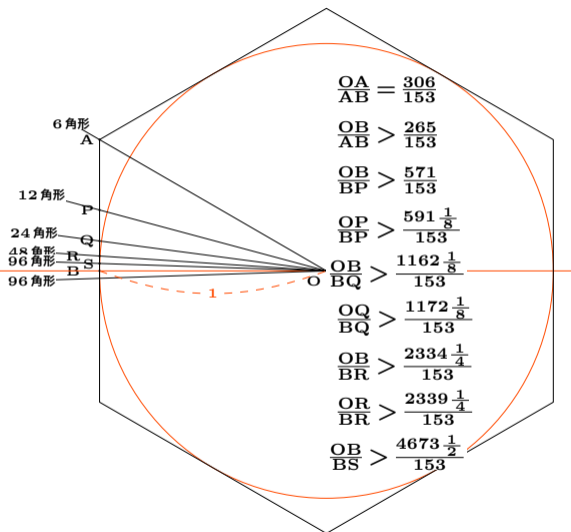 6角形
A
12角形
P
24角形
Q
48角形
R
96角形
S
B
96角形
O
1
OA/AB = 306/153
OB/AB > 265/153
OB/BP > 571/153
OP/BP > 591 1/8/153
OB/BQ > 1162 1/8/153
OQ/BQ > 1172 1/8/153
OB/BR > 2334 1/4/153
OR/BR > 2339 1/4/153
OB/BS > 4673 1/2/153